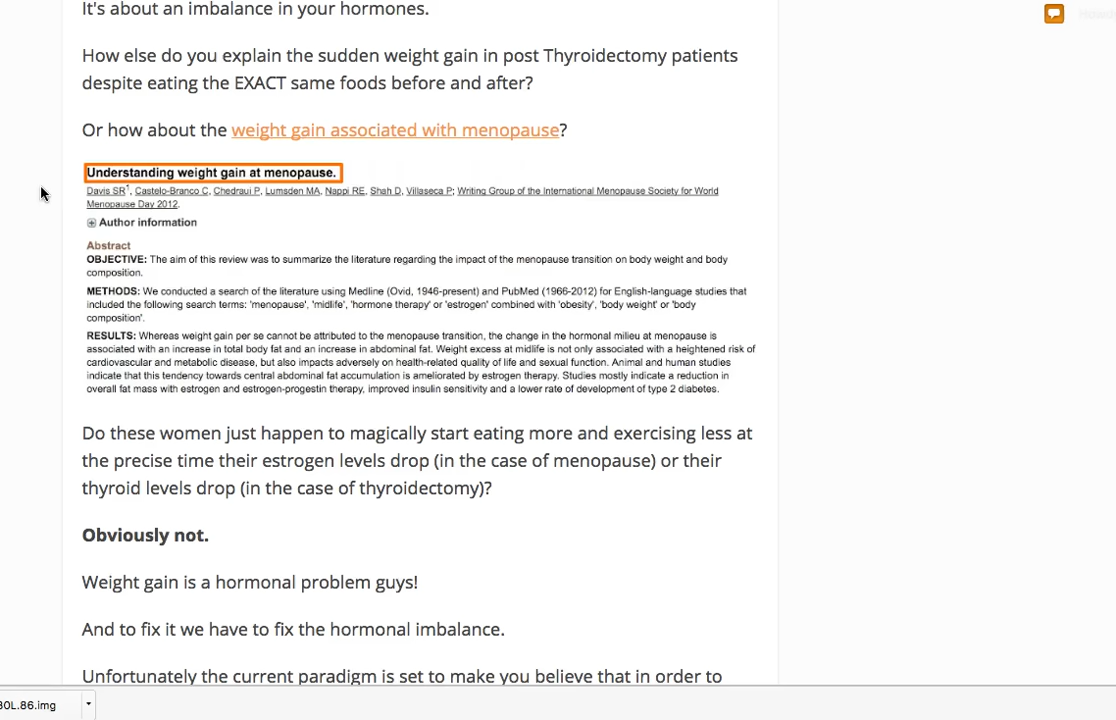 It's about an imbalance in your hormones.
How else do you explain the sudden weight gain in post Thyroidectomy patients
despite eating the EXACT same foods before and after?
Or how about the weight gain associated with menopause?
Understanding weight gain at menopause.
Davis SR1, Castelo-Branco C, Chedraui P, Lumsden MA, Nappi RE, Shah D, Villaseca P; Writing Group of the International Menopause Society for World
Menopause Day 2012.
Author information
Abstract
OBJECTIVE: The aim of this review was to summarize the literature regarding the impact of the menopause transition on body weight and body
composition.
METHODS: We conducted a search of the literature using Medline (Ovid, 1946-present) and PubMed (1966-2012) for English-language studies that
included the following search terms: 'menopause', 'midlife', 'hormone therapy' or 'estrogen' combined with 'obesity', 'body weight' or 'body
composition'.
RESULTS: Whereas weight gain per se cannot be attributed to the menopause transition, the change in the hormonal milieu at menopause is
associated with an increase in total body fat and an increase in abdominal fat. Weight excess at midlife is not only associated with a heightened risk of
cardiovascular and metabolic disease, but also impacts adversely on health-related quality of life and sexual function. Animal and human studies
indicate that this tendency towards central abdominal fat accumulation is ameliorated by estrogen therapy. Studies mostly indicate a reduction in
overall fat mass with estrogen and estrogen-progestin therapy, improved insulin sensitivity and a lower rate of development of type 2 diabetes.
Do these women just happen to magically start eating more and exercising less at
the precise time their estrogen levels drop (in the case of menopause) or their
thyroid levels drop (in the case of thyroidectomy)?
Obviously not.
Weight gain is a hormonal problem guys!
And to fix it we have to fix the hormonal imbalance.
Unfortunately the current paradigm is set to make you believe that in order to
30L.86.img